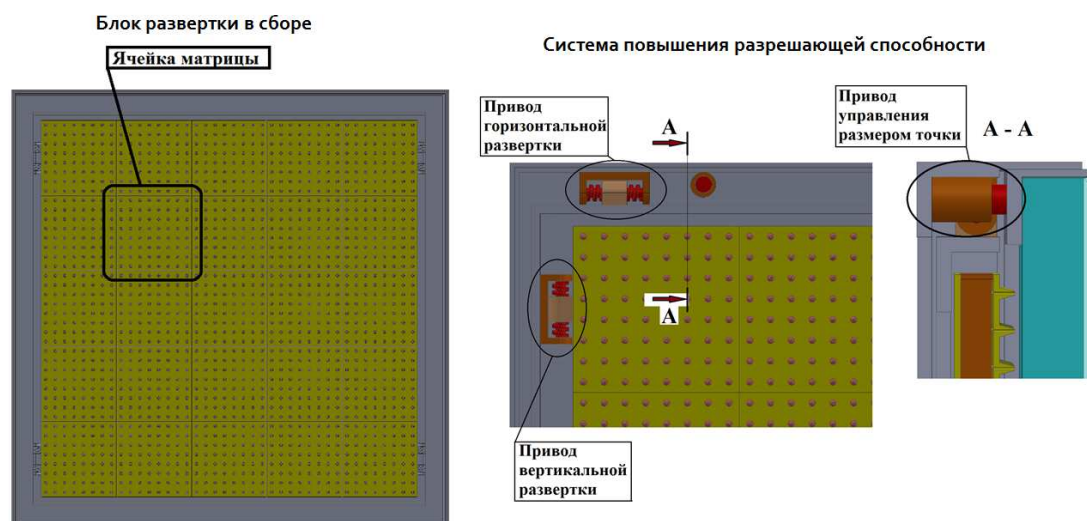 Блок развертки в сборе
Ячейка матрицы
Система повышения разрешающей способности
Привод
горизонтальной
развертки
А
Привод
управления
размером точки
А - А
А
Привод
вертикальной
развертки